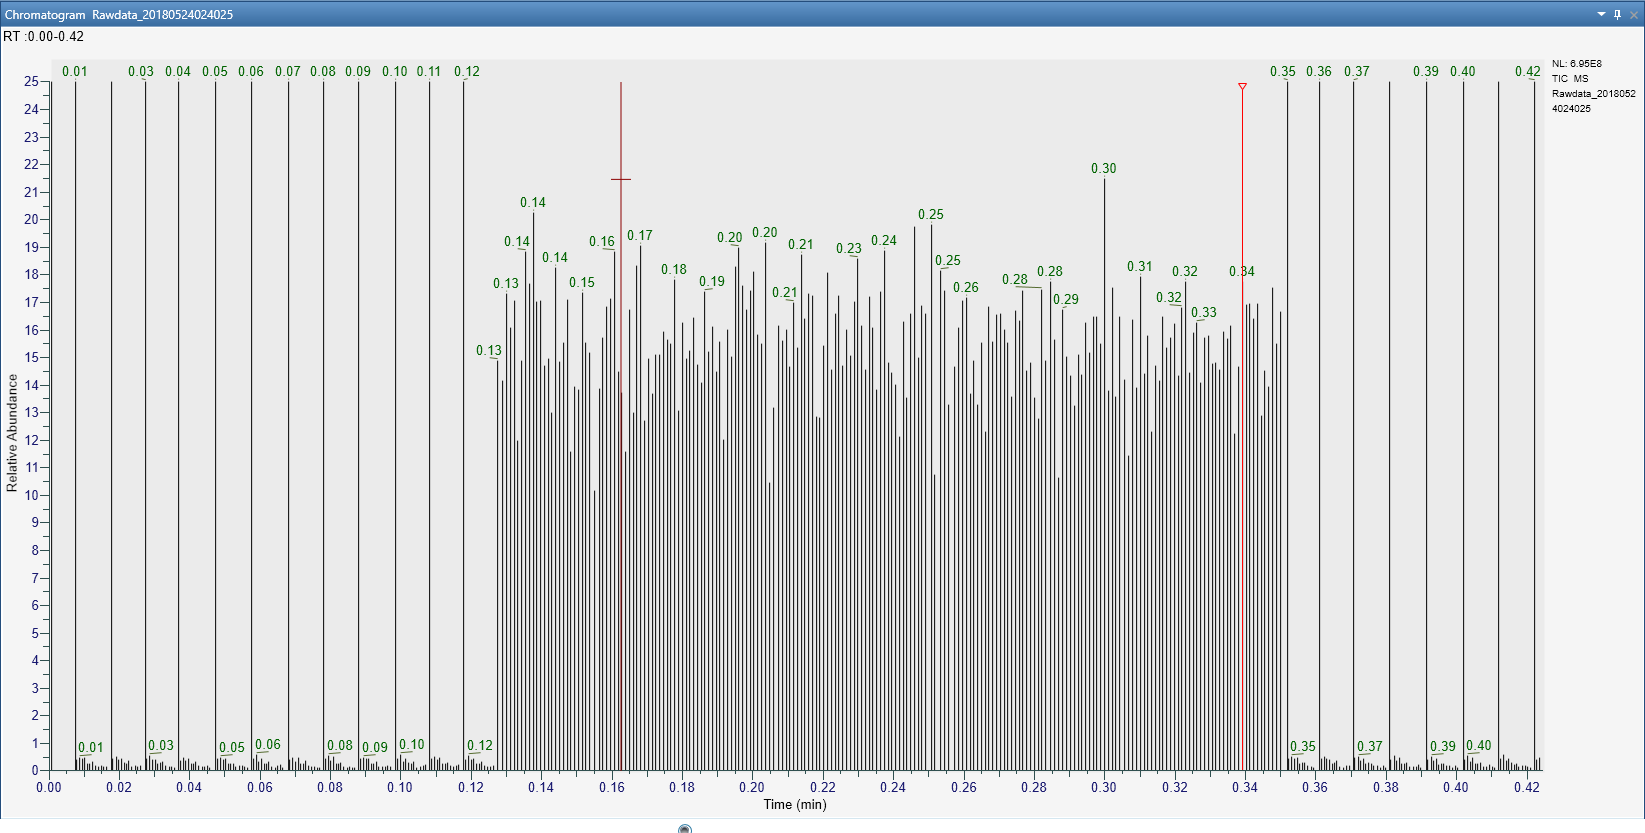 Chromatogram Rawdata_20180524024025
RT :0.00-0.42
NL: 6.95E8
TIC MS
Rawdata_2018052
4024025
0.01 0.03 0.04 0.05 0.06 0.07 0.08 0.09 0.10 0.11 0.12 0.35 0.36 0.37 0.39 0.40 0.42
25
24
23
22
21
20
19
18
17
16
15
14
13
12
11
10
9
8
7
6
5
4
3
2
1
0
Relative Abundance
0.30
0.14
0.25
0.14 0.16 0.17 0.20 0.20 0.21 0.23 0.24
0.14 0.18 0.25 0.28 0.31 0.32 0.34
0.13 0.15 0.19 0.21 0.26 0.28 0.29 0.32 0.33
0.13
0.01 0.03 0.05 0.06 0.08 0.09 0.10 0.12 0.35 0.37 0.39 0.40
0.00 0.02 0.04 0.06 0.08 0.10 0.12 0.14 0.16 0.18 0.20 0.22 0.24 0.26 0.28 0.30 0.32 0.34 0.36 0.38 0.40 0.42
Time (min)